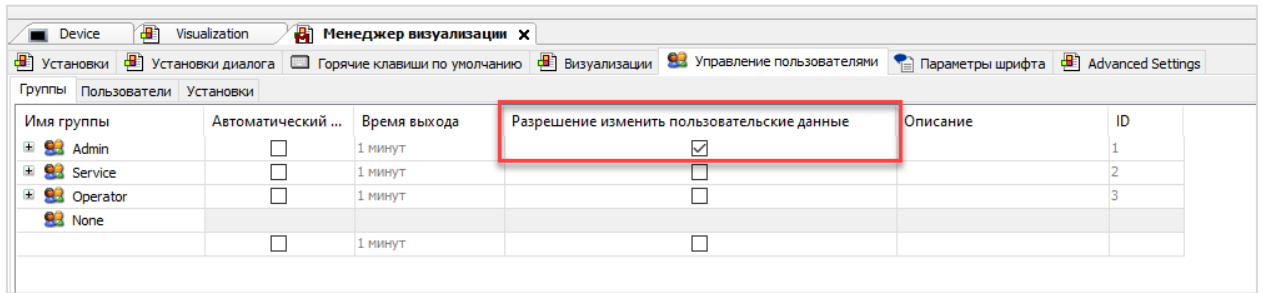 Device Visualization Менеджер визуализации X
Установки Установки диалога Горячие клавиши по умолчанию Визуализации Управление пользователями Параметры шрифта Advanced Settings
Группы Пользователи Установки
Имя группы Автоматический ... Время выхода Разрешение изменить пользовательские данные Описание ID
Admin 1 минут 1
Service 1 минут 2
Operator 1 минут 3
None
1 минут